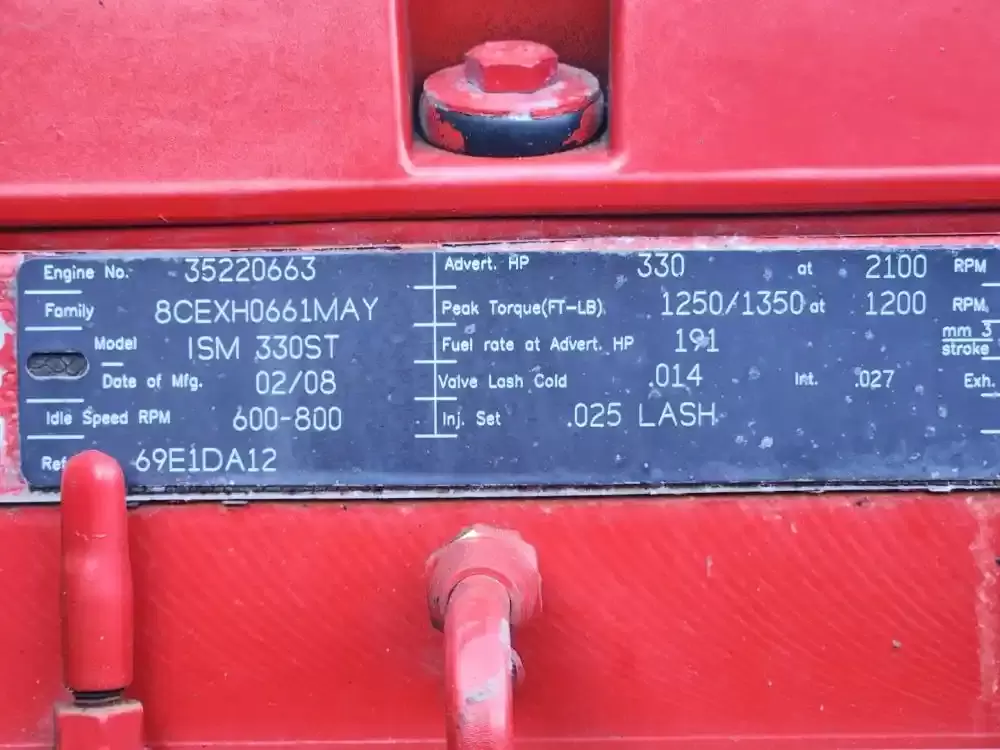 Engine No. 35220663
Family 8CEXH0661MAY
Model ISM 330ST
Date of Mfg. 02/08
Idle Speed RPM 600-800
Ref 69E1DA12
Advert. HP 330 at 2100 RPM
Peak Torque(FT-LB) 1250/1350 at 1200 RPM
Fuel rate at Advert. HP 191 mm 3 stroke
Valve Lash Cold .014 Int. .027 Exh.
Inj. Set .025 LASH